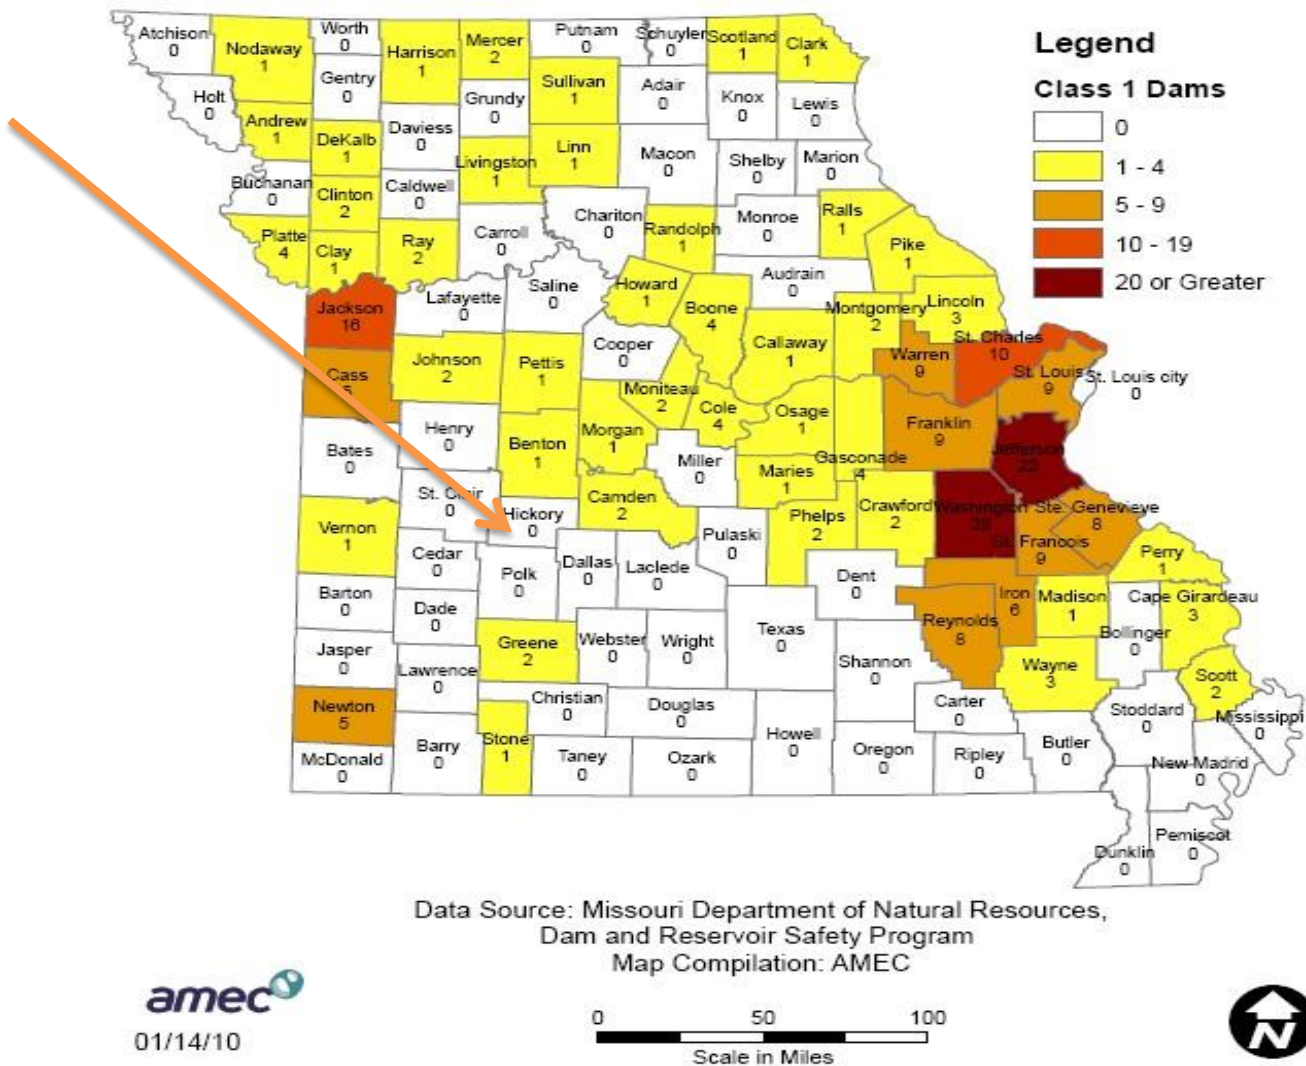 Atchison
0
Nodaway
1
Worth
0
Harrison
1
Mercer
2
Putnam
0
Schuyler
0
Scotland
1
Clark
1
Holt
0
Gentry
0
Grundy
0
Sullivan
1
Adair
0
Knox
0
Lewis
0
Andrew
1
DeKalb
1
Daviess
0
Livingston
1
Linn
1
Macon
0
Shelby
0
Marion
0
Buchanan
0
Clinton
2
Caldwell
0
Chariton
0
Randolph
1
Monroe
0
Ralls
1
Platte
4
Clay
1
Ray
2
Carroll
0
Pike
1
Audrain
0
Jackson
16
Lafayette
0
Saline
0
Howard
1
Boone
4
Montgomery
2
Lincoln
3
Cass
Johnson
2
Pettis
1
Cooper
0
Callaway
1
Warren
9
St. Charles
10
St. Louis
9
St. Louis city
0
Moniteau
2
Cole
4
Osage
1
Franklin
9
Jefferson
22
Bates
0
Henry
0
Benton
1
Morgan
1
Miller
0
Maries
1
Gasconade
4
Vernon
1
St. Clair
0
Hickory
0
Camden
2
Pulaski
0
Phelps
2
Crawford
2
Washington
Ste. Genevieve
8
St. Francois
9
Perry
1
Cedar
0
Polk
0
Dallas
0
Laclede
0
Dent
0
Barton
0
Dade
0
Iron
6
Madison
1
Cape Girardeau
3
Bollinger
0
Reynolds
8
Jasper
0
Greene
2
Webster
0
Wright
0
Texas
0
Shannon
0
Wayne
3
Scott
2
Lawrence
0
Newton
5
Christian
0
Douglas
0
Carter
0
Stoddard
0
Mississippi
0
McDonald
0
Barry
0
Stone
1
Taney
0
Ozark
0
Howell
0
Oregon
0
Ripley
0
Butler
0
New Madrid
0
Dunklin
0
Pemiscot
0
Legend
Class 1 Dams
0
1 - 4
5 - 9
10 - 19
20 or Greater
Data Source: Missouri Department of Natural Resources,
Dam and Reservoir Safety Program
Map Compilation: AMEC
amec
01/14/10
0 50 100
Scale in Miles
N